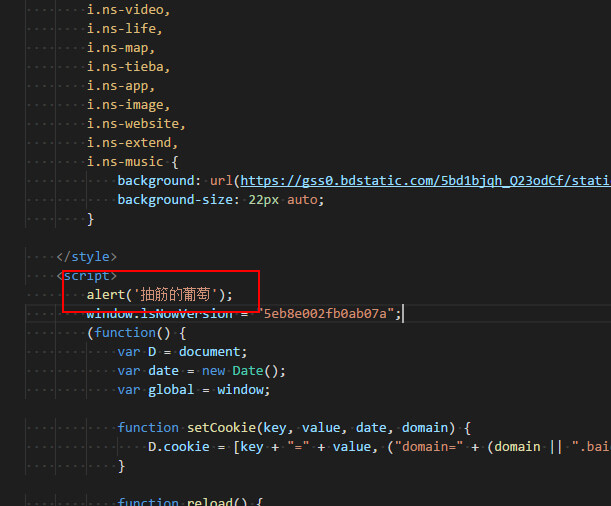 i.ns-video,
i.ns-life,
i.ns-map,
i.ns-tieba,
i.ns-app,
i.ns-image,
i.ns-website,
i.ns-extend,
i.ns-music {
background: url(https://gss0.bdstatic.com/5bd1bjqh_Q23odCf/stati
background-size: 22px auto;
}
</style>
<script>
alert('抽筋的葡萄');
window.isNowVersion = "5eb8e002fb0ab07a";
(function() {
var D = document;
var date = new Date();
var global = window;
function setCookie(key, value, date, domain) {
D.cookie = [key + "=" + value, ("domain=" + (domain || ".bai
}
function reload() {